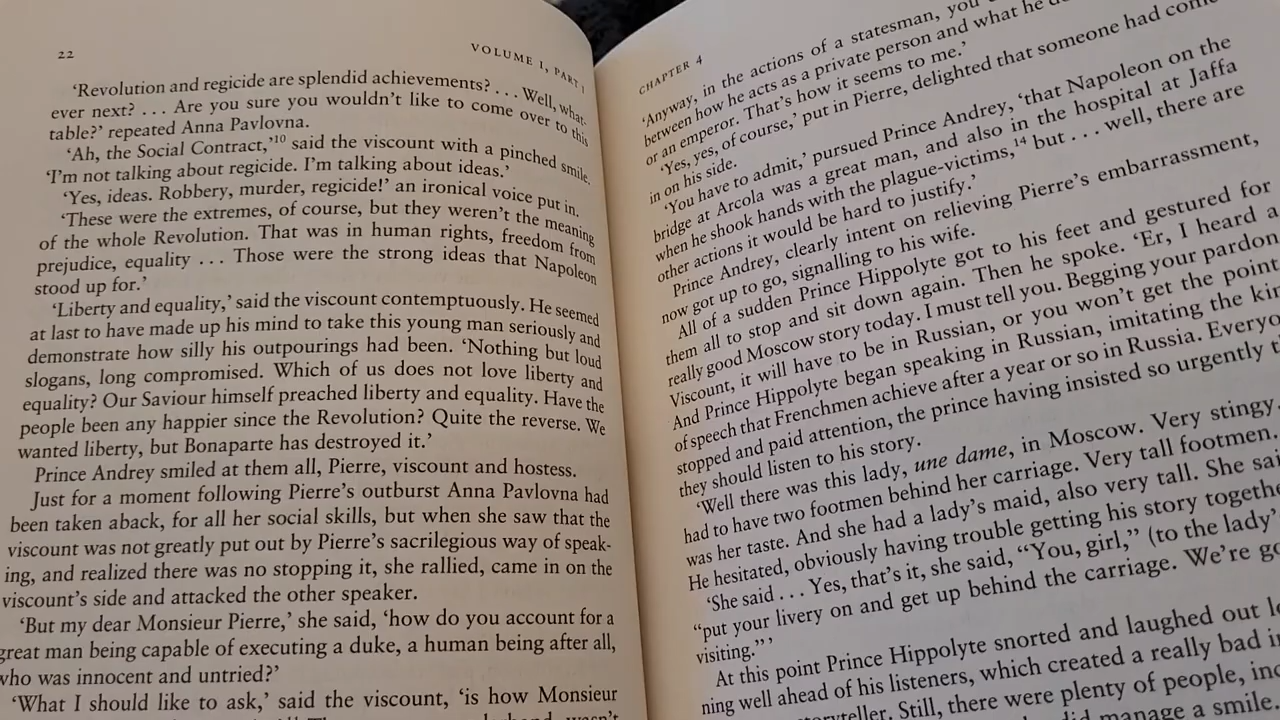 22
VOLUME I, PART I
‘Revolution and regicide are splendid achievements? . . . Well, what-
ever next? . . . Are you sure you wouldn’t like to come over to this
table?’ repeated Anna Pavlovna.
‘Ah, the Social Contract,’10 said the viscount with a pinched smile.
‘I’m not talking about regicide. I’m talking about ideas.’
‘Yes, ideas. Robbery, murder, regicide!’ an ironical voice put in.
‘These were the extremes, of course, but they weren’t the meaning
of the whole Revolution. That was in human rights, freedom from
prejudice, equality . . . Those were the strong ideas that Napoleon
stood up for.’
‘Liberty and equality,’ said the viscount contemptuously. He seemed
at last to have made up his mind to take this young man seriously and
demonstrate how silly his outpourings had been. ‘Nothing but loud
slogans, long compromised. Which of us does not love liberty and
equality? Our Saviour himself preached liberty and equality. Have the
people been any happier since the Revolution? Quite the reverse. We
wanted liberty, but Bonaparte has destroyed it.’
Prince Andrey smiled at them all, Pierre, viscount and hostess.
Just for a moment following Pierre’s outburst Anna Pavlovna had
been taken aback, for all her social skills, but when she saw that the
viscount was not greatly put out by Pierre’s sacrilegious way of speak-
ing, and realized there was no stopping it, she rallied, came in on the
viscount’s side and attacked the other speaker.
‘But my dear Monsieur Pierre,’ she said, ‘how do you account for a
great man being capable of executing a duke, a human being after all,
who was innocent and untried?’
‘What I should like to ask,’ said the viscount, ‘is how Monsieur
CHAPTER 4
‘Anyway, in the actions of a statesman, you
between how he acts as a private person and what he
or an emperor. That’s how it seems to me.’
‘Yes, yes, of course,’ put in Pierre, delighted that someone had come
in on his side.
‘You have to admit,’ pursued Prince Andrey, ‘that Napoleon on the
bridge at Arcola was a great man, and also in the hospital at Jaffa
when he shook hands with the plague-victims,14 but . . . well, there are
other actions it would be hard to justify.’
Prince Andrey, clearly intent on relieving Pierre’s embarrassment,
now got up to go, signalling to his wife.
All of a sudden Prince Hippolyte got to his feet and gestured for
them all to stop and sit down again. Then he spoke. ‘Er, I heard a
really good Moscow story today. I must tell you. Begging your pardon
Viscount, it will have to be in Russian, or you won’t get the point
And Prince Hippolyte began speaking in Russian, imitating the kin
of speech that Frenchmen achieve after a year or so in Russia. Everyo
stopped and paid attention, the prince having insisted so urgently t
they should listen to his story.
‘Well there was this lady, une dame, in Moscow. Very stingy.
had to have two footmen behind her carriage. Very tall footmen.
was her taste. And she had a lady’s maid, also very tall. She sai
He hesitated, obviously having trouble getting his story togethe
‘She said . . . Yes, that’s it, she said, “You, girl,” (to the lady’
“put your livery on and get up behind the carriage. We’re go
visiting.” ’
At this point Prince Hippolyte snorted and laughed out lo
ning well ahead of his listeners, which created a really bad i
storyteller. Still, there were plenty of people, inc
did manage a smile.